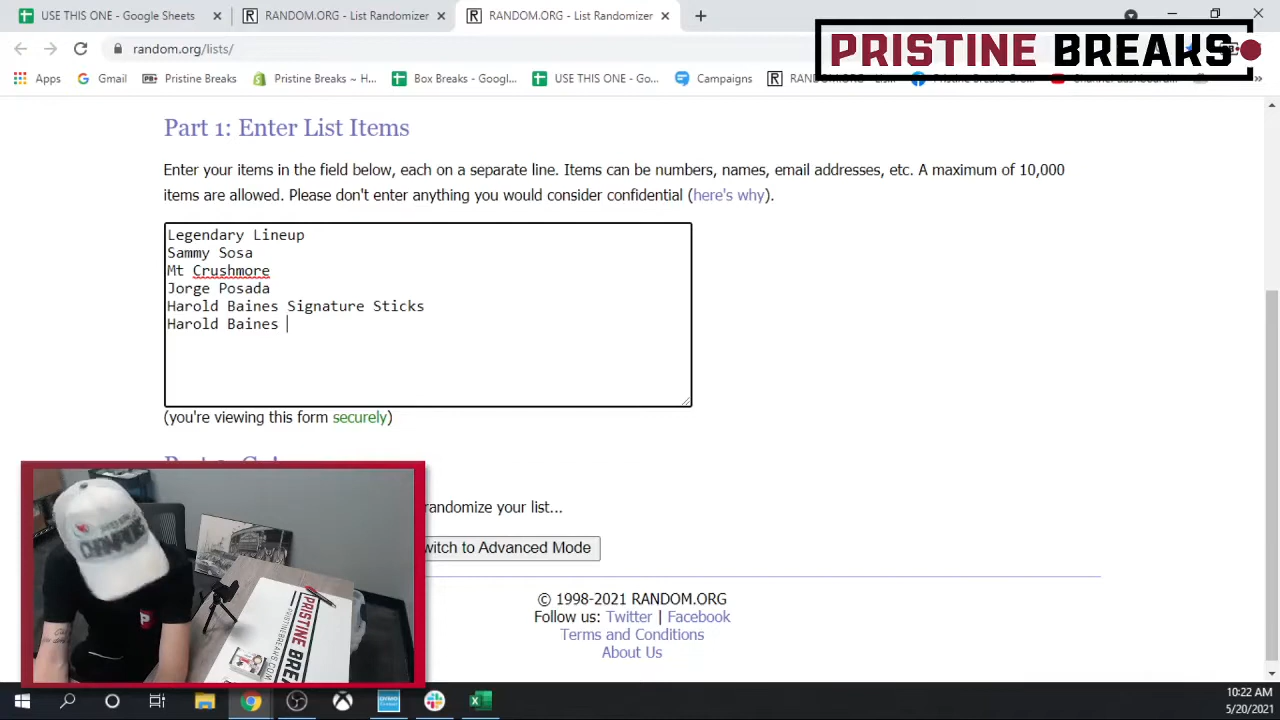 USE THIS ONE - Google Sheets
RANDOM.ORG - List Randomizer
RANDOM.ORG - List Randomizer
random.org/lists/
PRISTINE BREAKS
Apps
Gmail
Pristine Breaks
Pristine Breaks ~ H...
Box Breaks - Googl...
USE THIS ONE - Go...
Campaigns
Part 1: Enter List Items
Enter your items in the field below, each on a separate line. Items can be numbers, names, email addresses, etc. A maximum of 10,000
items are allowed. Please don't enter anything you would consider confidential (here's why).
Legendary Lineup
Sammy Sosa
Mt Crushmore
Jorge Posada
Harold Baines Signature Sticks
Harold Baines
(you're viewing this form securely)
randomize your list...
witch to Advanced Mode
© 1998-2021 RANDOM.ORG
Follow us: Twitter | Facebook
Terms and Conditions
About Us
PRISTINE BREA
10:22 AM
5/20/2021